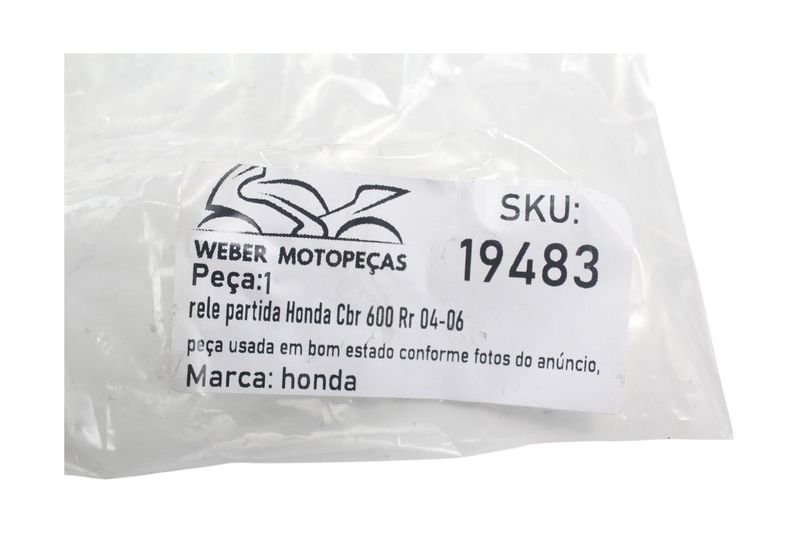 WEBER MOTOPEÇAS
SKU:
19483
Peça:1
rele partida Honda Cbr 600 Rr 04-06
peça usada em bom estado conforme fotos do anúncio,
Marca: honda